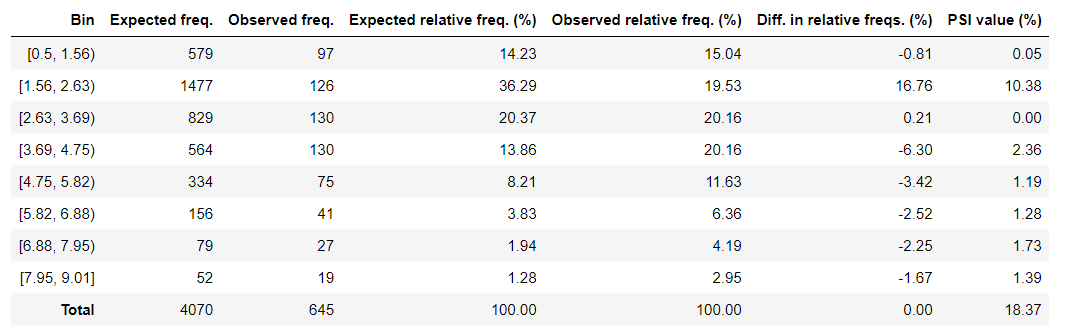 Bin Expected freq. Observed freq. Expected relative freq. (%) Observed relative freq. (%) Diff. in relative freqs. (%) PSI value (%)
[0.5, 1.56) 579 97 14.23 15.04 -0.81 0.05
[1.56, 2.63) 1477 126 36.29 19.53 16.76 10.38
[2.63, 3.69) 829 130 20.37 20.16 0.21 0.00
[3.69, 4.75) 564 130 13.86 20.16 -6.30 2.36
[4.75, 5.82) 334 75 8.21 11.63 -3.42 1.19
[5.82, 6.88) 156 41 3.83 6.36 -2.52 1.28
[6.88, 7.95) 79 27 1.94 4.19 -2.25 1.73
[7.95, 9.01] 52 19 1.28 2.95 -1.67 1.39
Total 4070 645 100.00 100.00 0.00 18.37